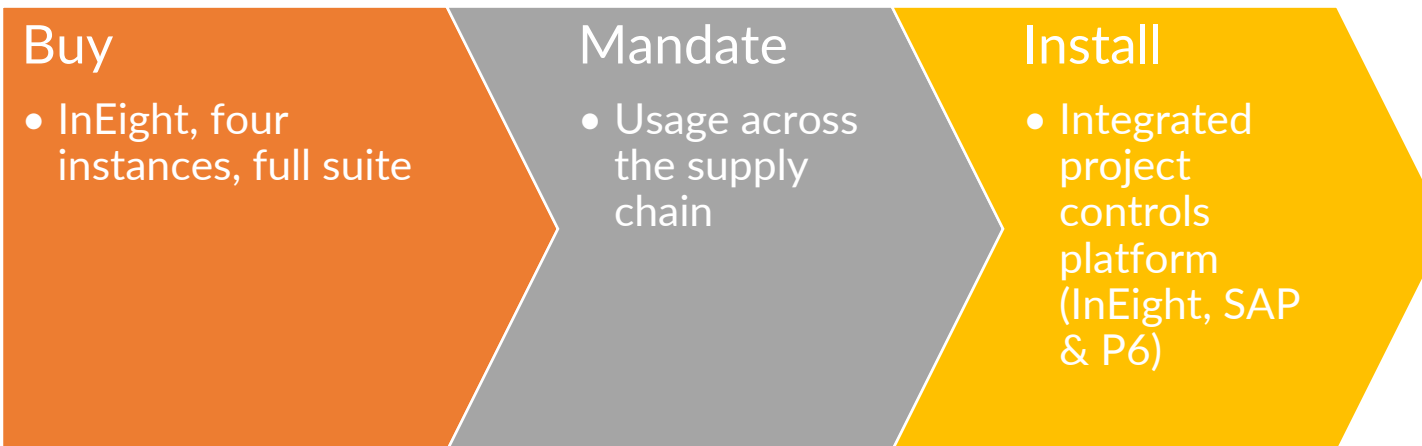 Buy
• InEight, four
instances, full suite
Mandate
• Usage across
the supply
chain
Install
• Integrated
project
controls
platform
(InEight, SAP
& P6)